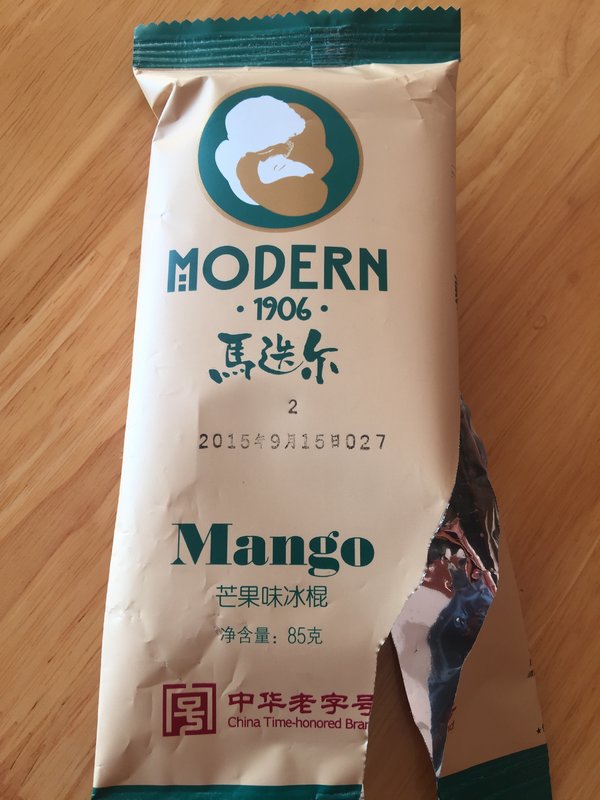 MODERN
·1906·
馬迭尔
2
2015年9月15日027
Mango
芒果味冰棍
净含量：85克
中华老字号
China Time-honored Bran